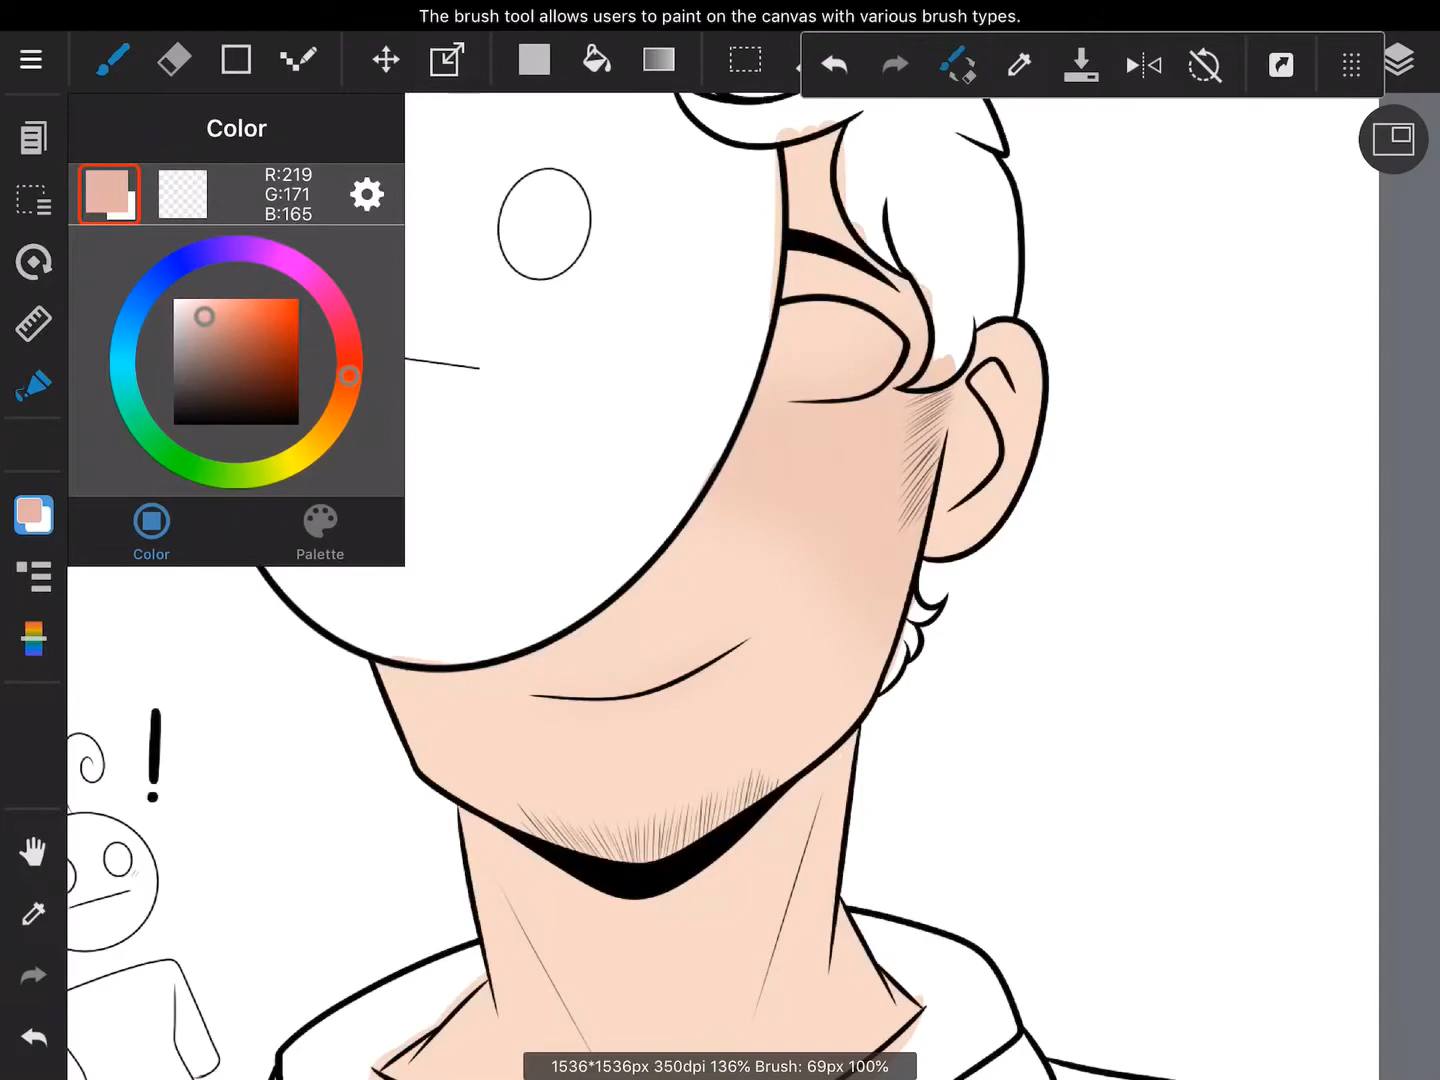 The brush tool allows users to paint on the canvas with various brush types.
Color
R:219
G:171
B:165
Color
Palette
!
1536*1536px 350dpi 136% Brush: 69px 100%